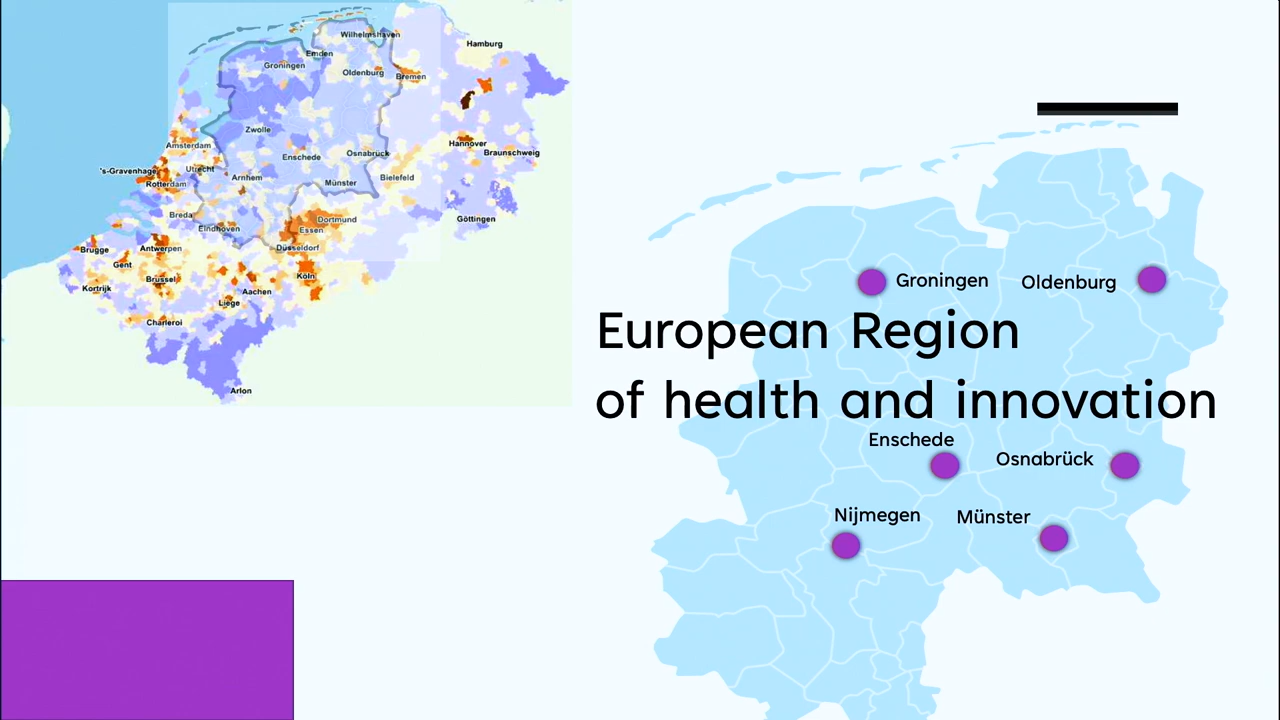 Wilhelmshaven
Hamburg
Emden
Groningen
Oldenburg
Bremen
Zwolle
Amsterdam
Hannover
Braunschweig
Enschede
Osnabrück
's-Gravenhage
Utrecht
Arnhem
Rotterdam
Münster
Bielefeld
Breda
Eindhoven
Dortmund
Essen
Göttingen
Brugge
Antwerpen
Düsseldorf
Gent
Brussel
Köln
Kortrijk
Aachen
Liege
Charleroi
Arlon
Groningen
Oldenburg
European Region
of health and innovation
Enschede
Osnabrück
Nijmegen
Münster